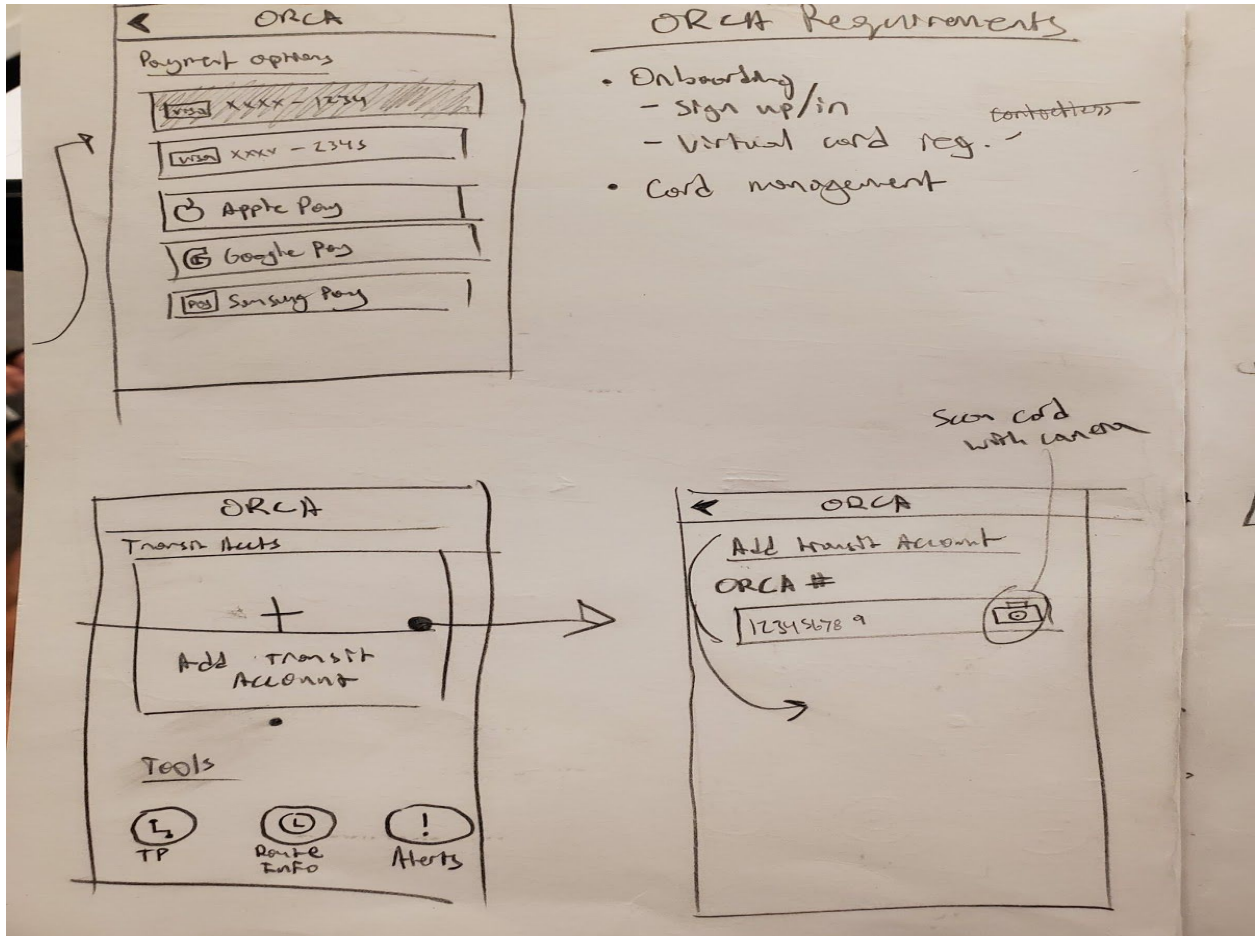 ORCA
Payment options
VISA xxxx - 1234
VISA xxxx - 2345
Apple Pay
G Google Pay
Pay Samsung Pay
ORCA Requirements
• Onboarding
- sign up/in
- Virtual card reg.
contactless
• Card management
ORCA
Transit Accts
+
Add Transit
Account
Tools
TP
Route
Info
!
Alerts
Scan card
with camera
ORCA
Add transit Account
ORCA #
123456789